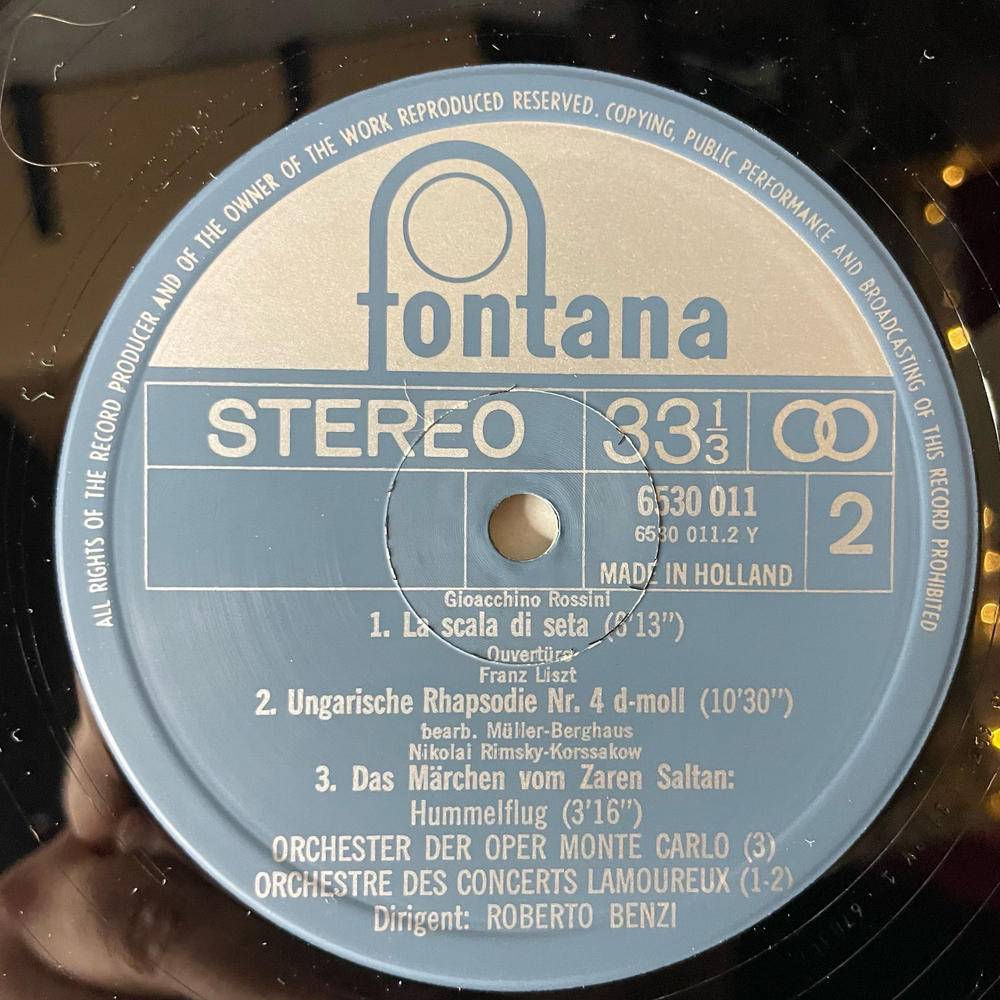 ALL RIGHTS OF THE RECORD PRODUCER AND OF THE OWNER OF THE WORK REPRODUCED RESERVED. COPYING, PUBLIC PERFORMANCE AND BROADCASTING OF THIS RECORD PROHIBITED
fontana
STEREO 33 1/3
6530 011
6530 011.2 Y
2
MADE IN HOLLAND
Gioacchino Rossini
1. La scala di seta (6'13")
Ouvertüre
Franz Liszt
2. Ungarische Rhapsodie Nr. 4 d-moll (10'30")
bearb. Müller-Berghaus
Nikolai Rimsky-Korssakow
3. Das Märchen vom Zaren Saltan:
Hummelflug (3'16")
ORCHESTER DER OPER MONTE CARLO (3)
ORCHESTRE DES CONCERTS LAMOUREUX (1-2)
Dirigent: ROBERTO BENZI